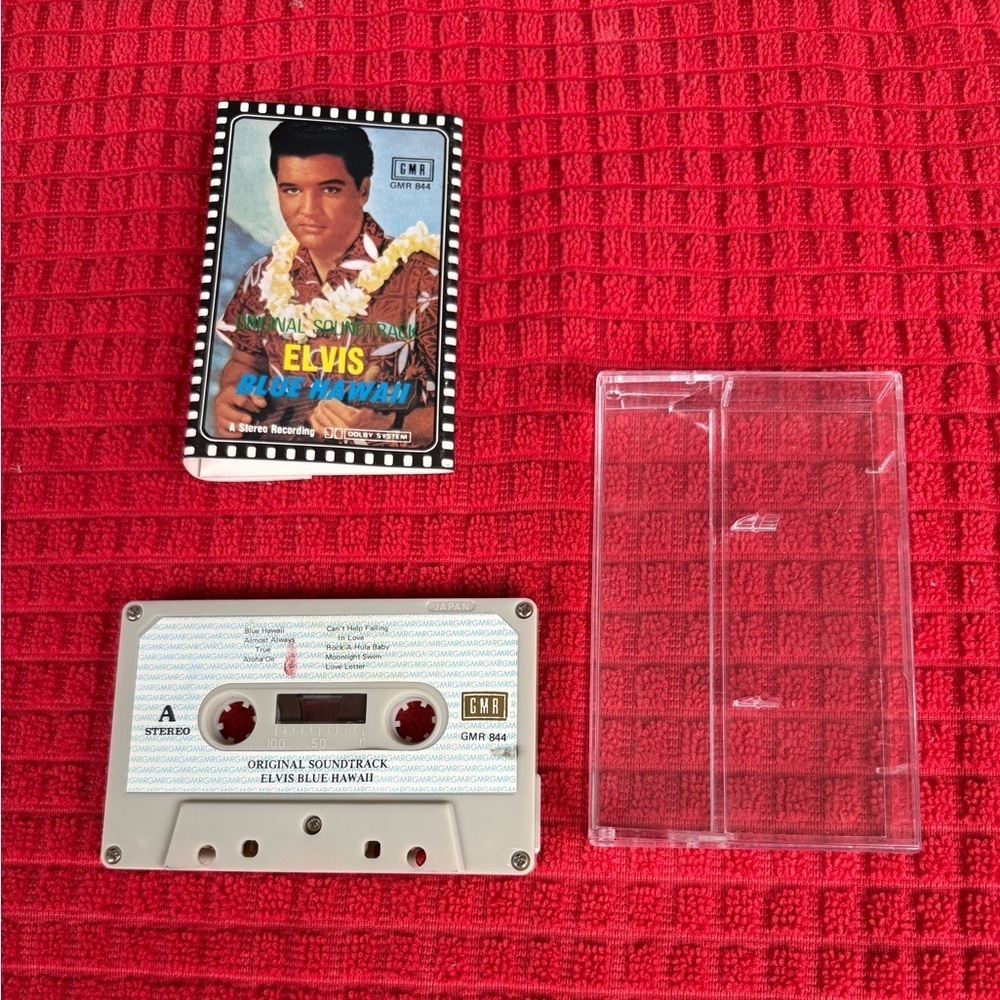 GMR
GMR 844
ORIGINAL SOUNDTRACK
ELVIS
BLUE HAWAII
A Stereo Recording
DOLBY SYSTEM
JAPAN
Blue Hawaii
Almost Always
True
Aloha Oe
Can't Help Falling
In Love
Rock-A-Hula Baby
Moonlight Swim
Love Letter
A
STEREO
GMR
GMR 844
100 50 0
ORIGINAL SOUNDTRACK
ELVIS BLUE HAWAII